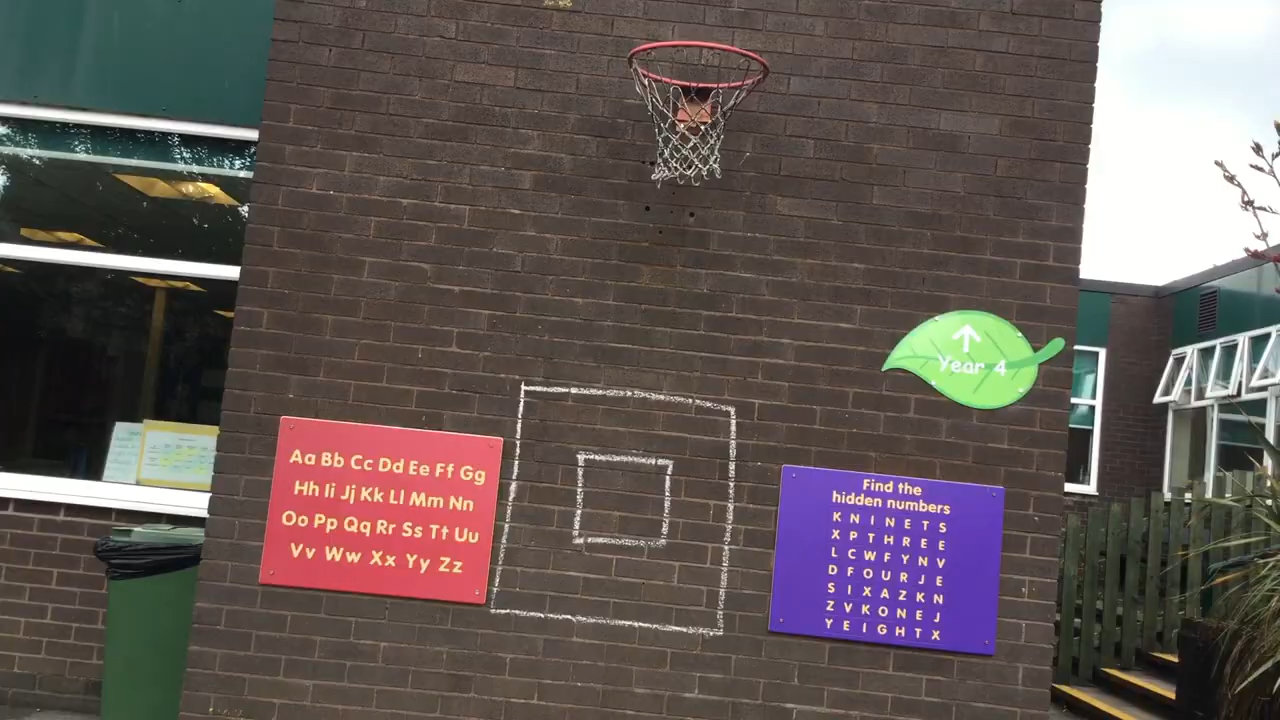 Year 4
Aa Bb Cc Dd Ee Ff Gg
Hh Ii Jj Kk Ll Mm Nn
Oo Pp Qq Rr Ss Tt Uu
Vv Ww Xx Yy Zz
Find the
hidden numbers
K N I N E T S
X P T H R E E
L C W F Y N V
D F O U R J E
S I X A Z K N
Z V K O N E J
Y E I G H T X